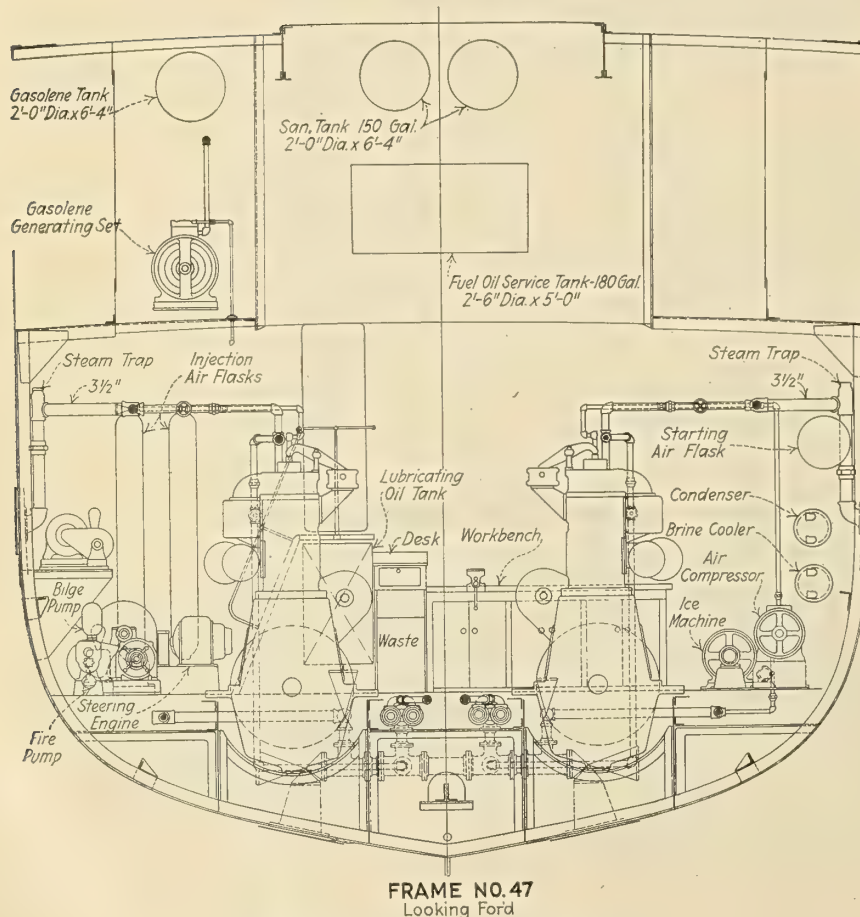 Gasolene Tank
2'-0" Dia. x 6'-4"
San. Tank 150 Gal.
2'-0" Dia. x 6'-4"
Gasolene
Generating Set
Fuel Oil Service Tank-180 Gal.
2'-6" Dia. x 5'-0"
Steam Trap
3½"
Injection
Air Flasks
Steam Trap
3½"
Starting
Air Flask
Lubricating
Oil Tank
Desk
Workbench
Condenser
Brine Cooler
Air
Compressor
Ice
Machine
Bilge
Pump
Waste
Steering
Engine
Fire
Pump
FRAME NO. 47
Looking For'd